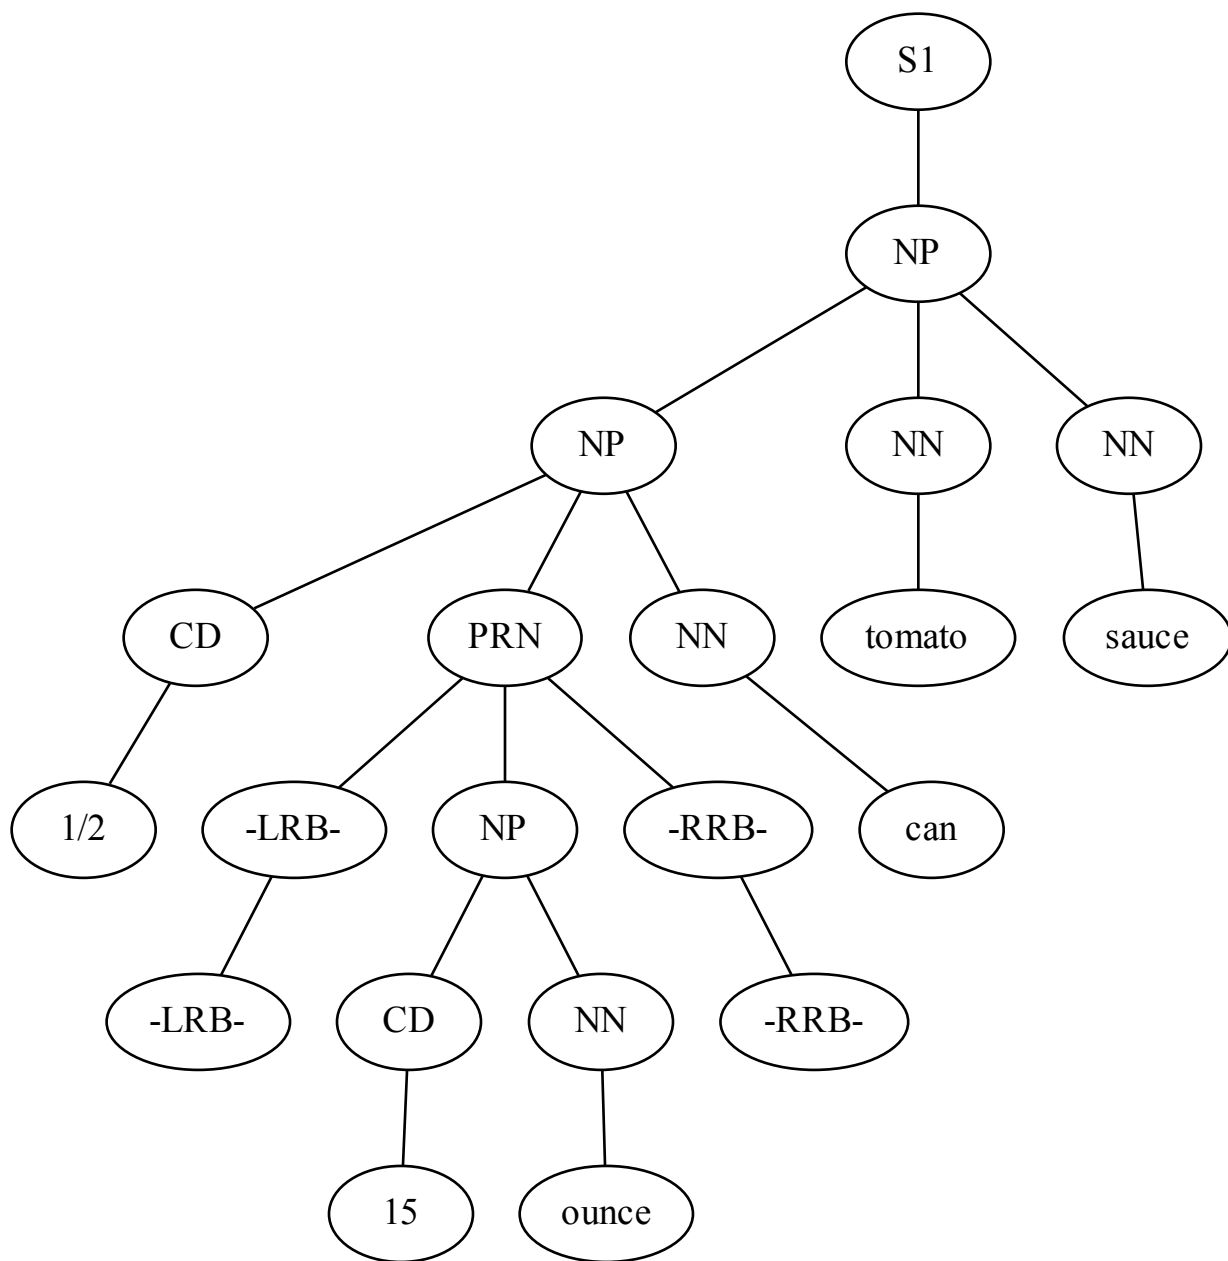 S1
NP
NP NN NN
CD PRN NN tomato sauce
1/2 -LRB- NP -RRB- can
-LRB- CD NN -RRB-
15 ounce